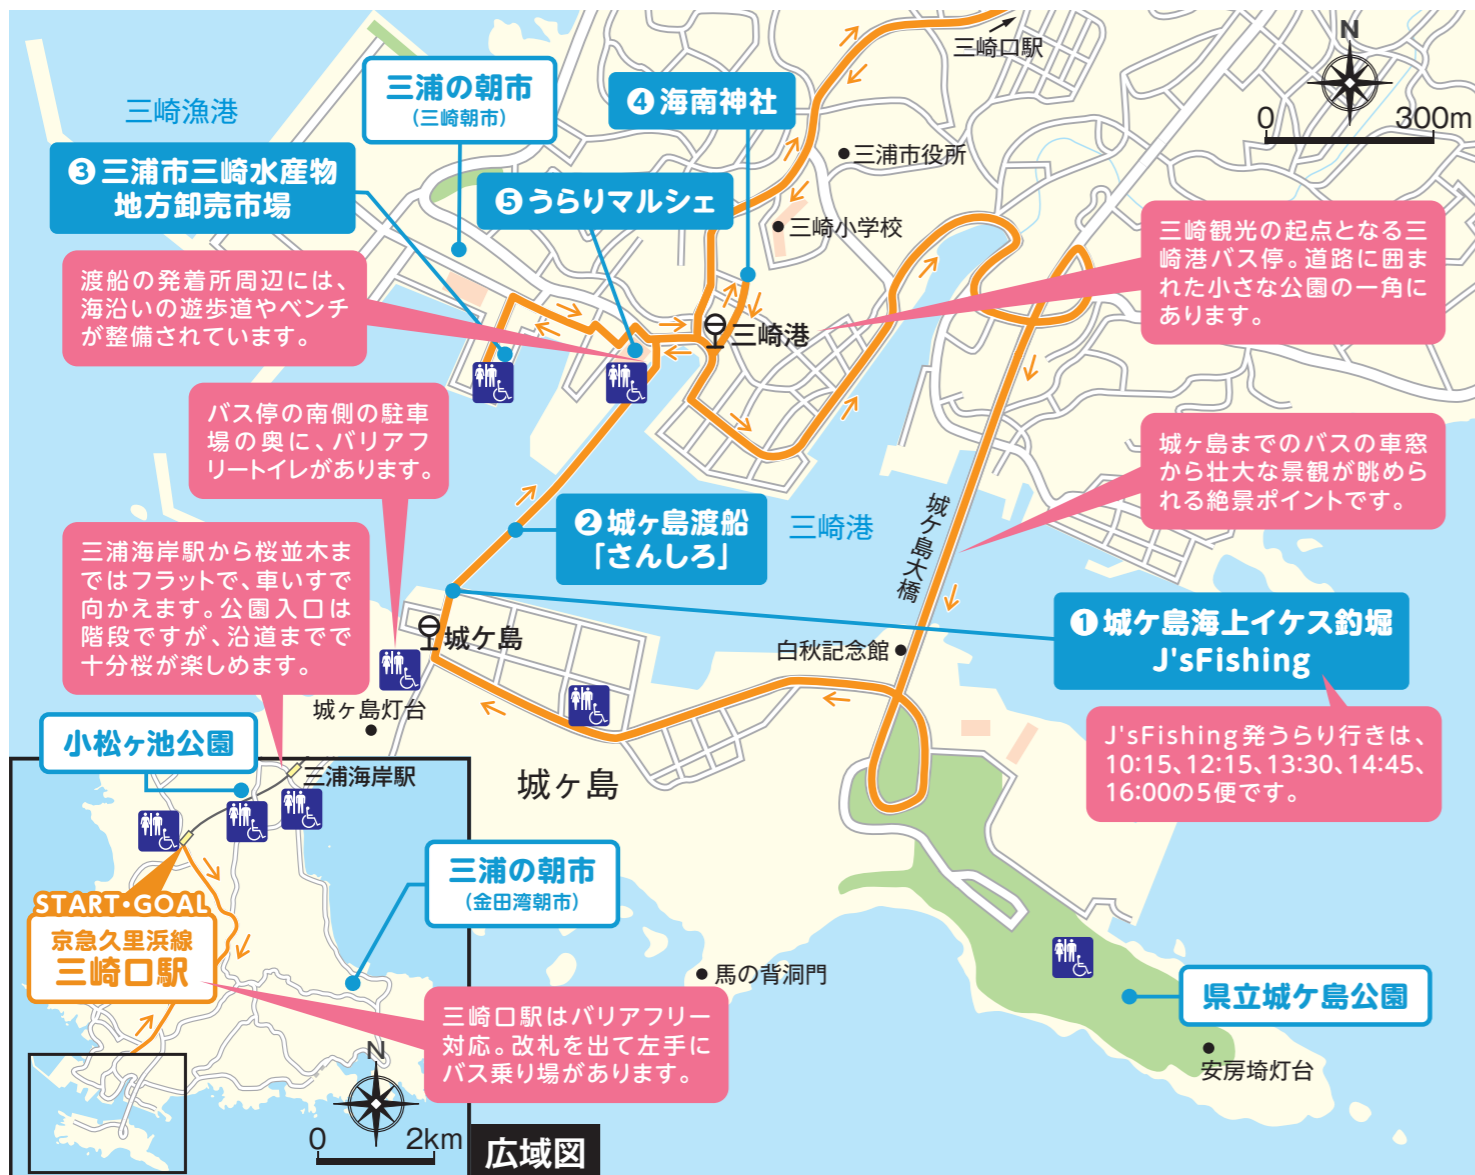 三崎口駅
N
0 300m
三崎漁港
三浦の朝市
(三崎朝市)
❹海南神社
三浦市役所
❸三浦市三崎水産物
地方卸売市場
❺うらりマルシェ
三崎小学校
三崎観光の起点となる三
崎港バス停。道路に囲ま
れた小さな公園の一角に
あります。
渡船の発着所周辺には、
海沿いの遊歩道やベンチ
が整備されています。
三崎港
バス停の南側の駐車
場の奥に、バリアフ
リートイレがあります。
城ヶ島までのバスの車窓
から壮大な景観が眺めら
れる絶景ポイントです。
❷城ヶ島渡船
「さんしろ」
三崎港
城ケ島大橋
三浦海岸駅から桜並木ま
ではフラットで、車いすで
向かえます。公園入口は
階段ですが、沿道までで
十分桜が楽しめます。
城ケ島
白秋記念館
❶城ケ島海上イケス釣堀
J'sFishing
城ヶ島灯台
J'sFishing発うらり行きは、
10:15、12:15、13:30、14:45、
16:00の5便です。
小松ヶ池公園
三浦海岸駅
城ヶ島
三浦の朝市
(金田湾朝市)
START・GOAL
京急久里浜線
三崎口駅
馬の背洞門
県立城ケ島公園
三崎口駅はバリアフリー
対応。改札を出て左手に
バス乗り場があります。
安房埼灯台
N
0 2km
広域図